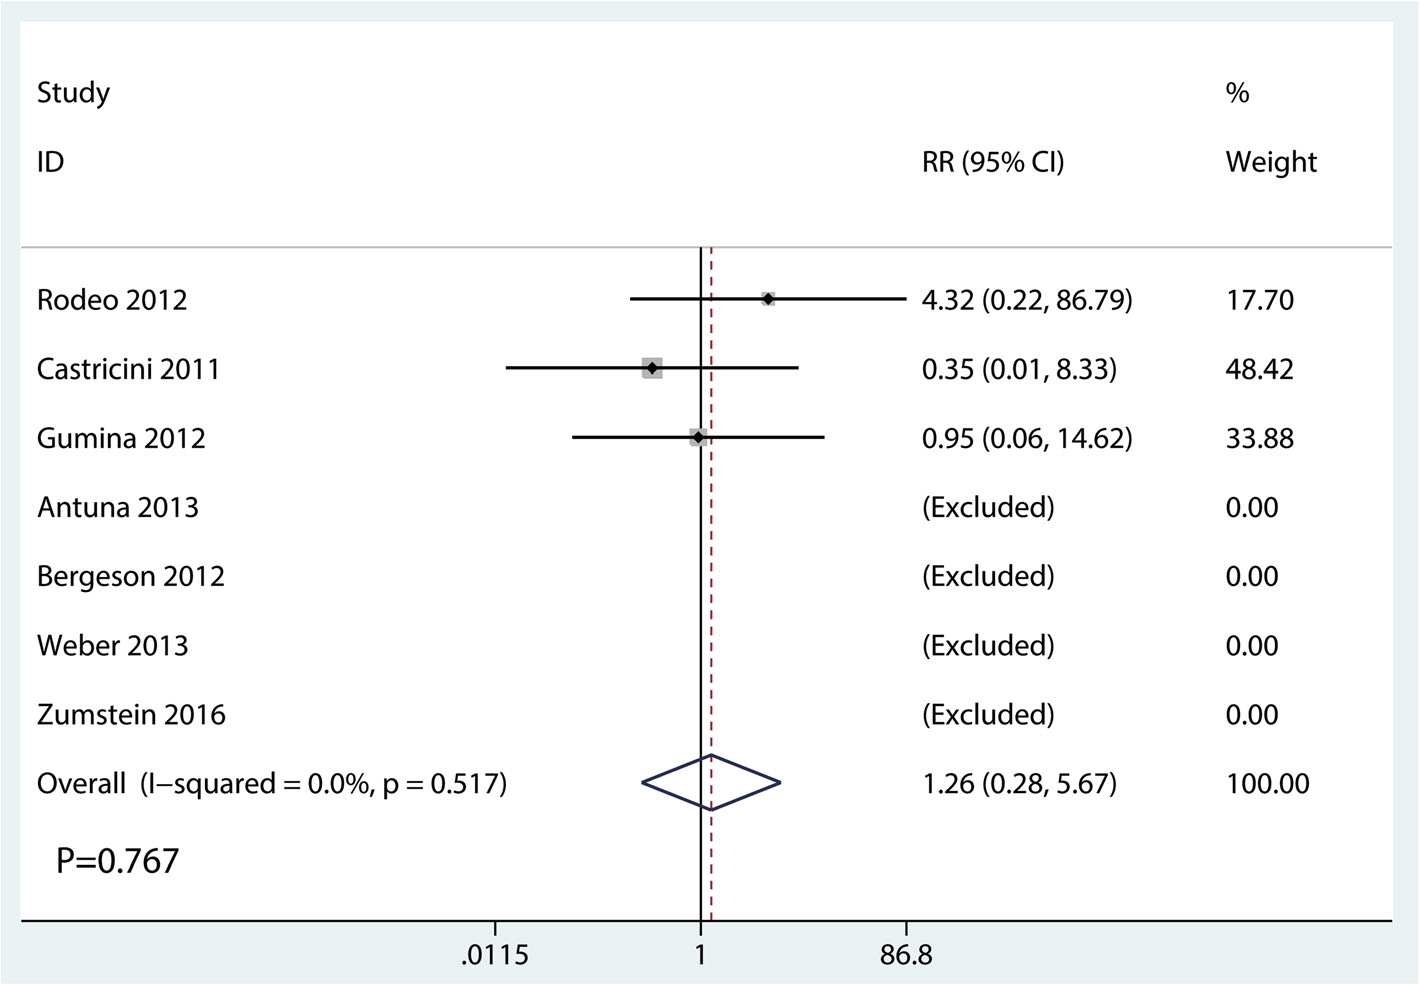 Study %
ID RR (95% CI) Weight
Rodeo 2012 4.32 (0.22, 86.79) 17.70
Castricini 2011 0.35 (0.01, 8.33) 48.42
Gumina 2012 0.95 (0.06, 14.62) 33.88
Antuna 2013 (Excluded) 0.00
Bergeson 2012 (Excluded) 0.00
Weber 2013 (Excluded) 0.00
Zumstein 2016 (Excluded) 0.00
Overall (I−squared = 0.0%, p = 0.517) 1.26 (0.28, 5.67) 100.00
P=0.767
.0115 1 86.8